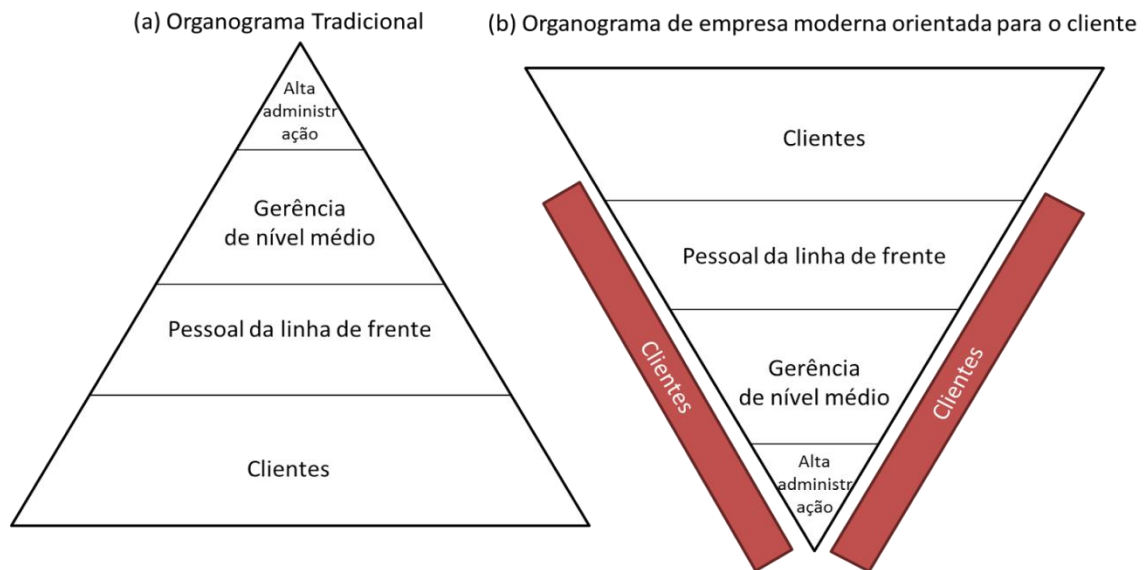 (a) Organograma Tradicional
Alta
administr
ação
Gerência
de nível médio
Pessoal da linha de frente
Clientes
(b) Organograma de empresa moderna orientada para o cliente
Clientes
Pessoal da linha de frente
Gerência
de nível médio
Alta
administr
ação
Clientes
Clientes